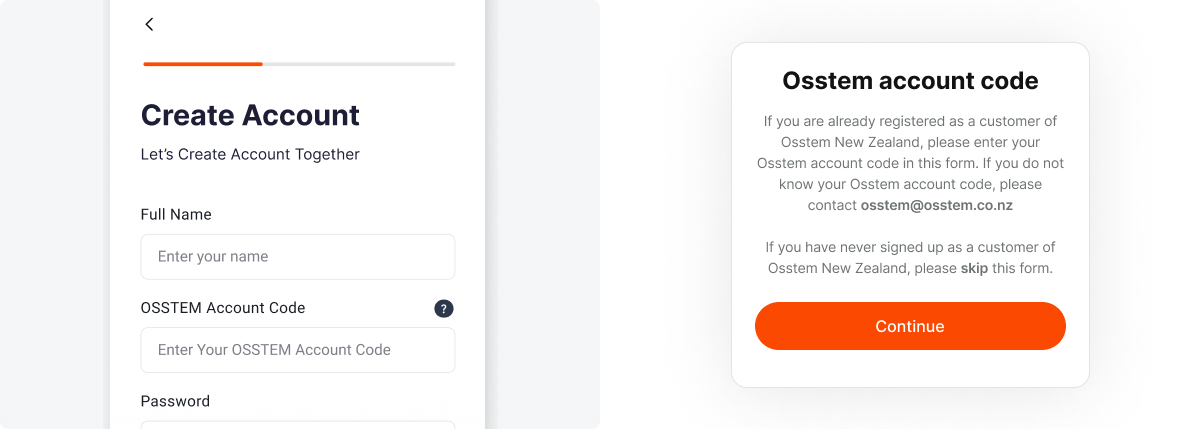 Create Account
Let’s Create Account Together
Full Name
Enter your name
OSSTEM Account Code
?
Enter Your OSSTEM Account Code
Password
Osstem account code
If you are already registered as a customer of
Osstem New Zealand, please enter your
Osstem account code in this form. If you do not
know your Osstem account code, please
contact osstem@osstem.co.nz
If you have never signed up as a customer of
Osstem New Zealand, please skip this form.
Continue